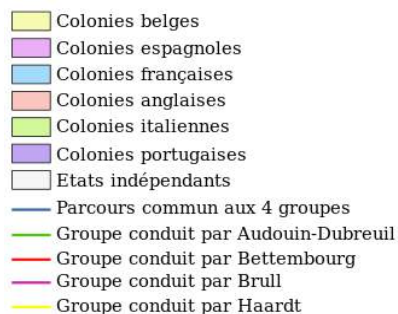 Colonies belges
Colonies espagnoles
Colonies françaises
Colonies anglaises
Colonies italiennes
Colonies portugaises
Etats indépendants
Parcours commun aux 4 groupes
Groupe conduit par Audouin-Dubreuil
Groupe conduit par Bettembourg
Groupe conduit par Brull
Groupe conduit par Haardt